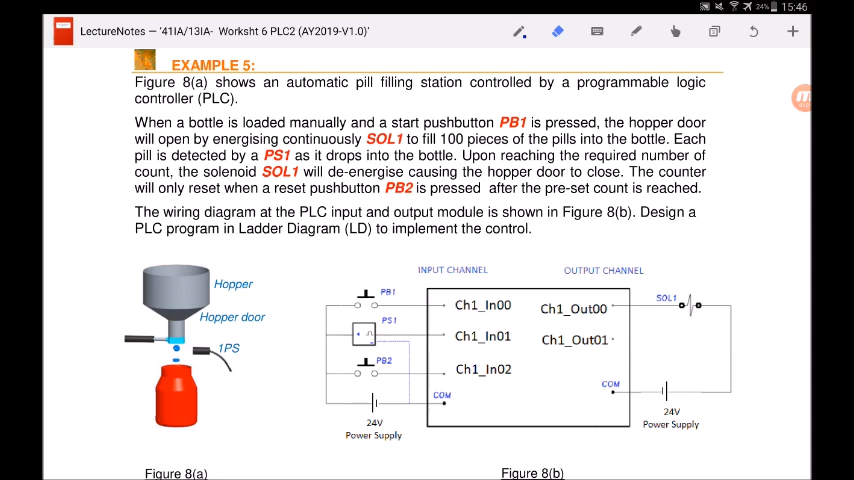 24% 15:46
LectureNotes — '41IA/13IA- Worksht 6 PLC2 (AY2019-V1.0)'
EXAMPLE 5:
Figure 8(a) shows an automatic pill filling station controlled by a programmable logic
controller (PLC).
When a bottle is loaded manually and a start pushbutton PB1 is pressed, the hopper door
will open by energising continuously SOL1 to fill 100 pieces of the pills into the bottle. Each
pill is detected by a PS1 as it drops into the bottle. Upon reaching the required number of
count, the solenoid SOL1 will de-energise causing the hopper door to close. The counter
will only reset when a reset pushbutton PB2 is pressed after the pre-set count is reached.
The wiring diagram at the PLC input and output module is shown in Figure 8(b). Design a
PLC program in Ladder Diagram (LD) to implement the control.
Hopper
Hopper door
1PS
Figure 8(a)
INPUT CHANNEL
OUTPUT CHANNEL
PB1
Ch1_In00
Ch1_Out00
SOL1
PS1
Ch1_In01
Ch1_Out01
PB2
Ch1_In02
COM
COM
24V
Power Supply
24V
Power Supply
Figure 8(b)